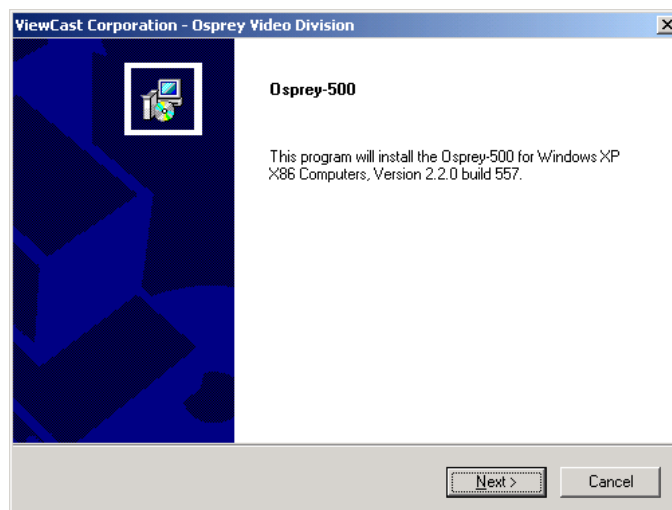 ViewCast Corporation - Osprey Video Division
Osprey-500
This program will install the Osprey-500 for Windows XP
X86 Computers, Version 2.2.0 build 557.
Next >
Cancel